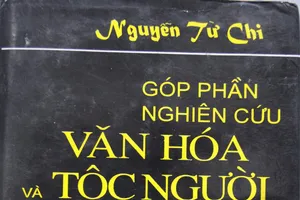 Nguyễn Từ Chi
GÓP PHẦN
NGHIÊN CỨU
VĂN HÓA
VÀ TỘC NGƯỜI